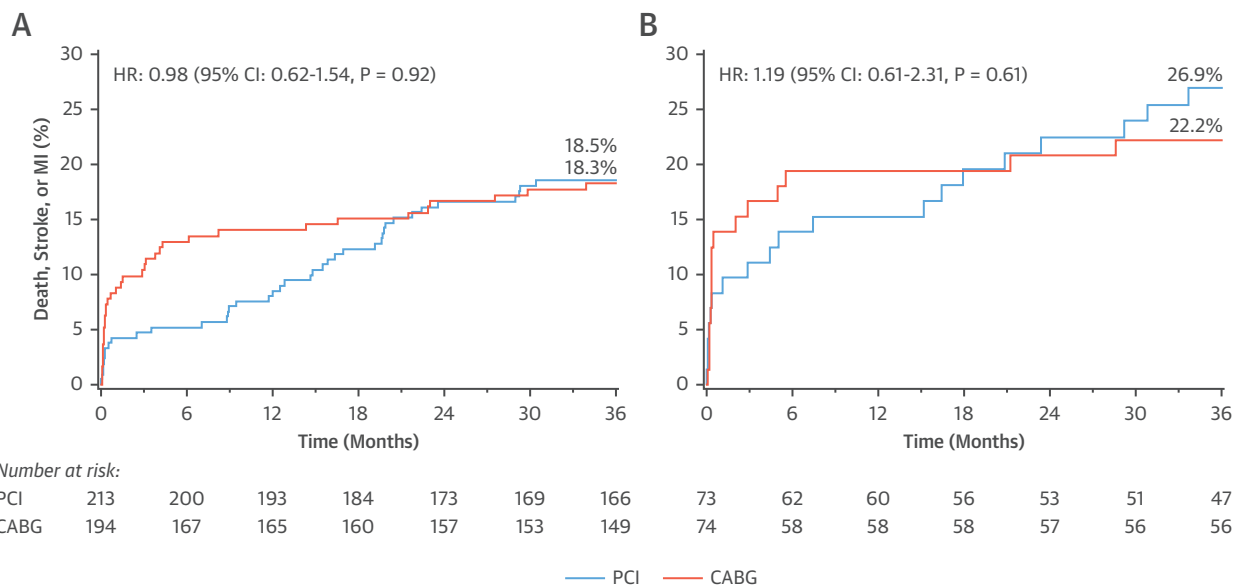 A
HR: 0.98 (95% CI: 0.62-1.54, P = 0.92)
30
25
20
15
10
5
0
Death, Stroke, or MI (%)
18.5%
18.3%
0 6 12 18 24 30 36
Time (Months)
B
HR: 1.19 (95% CI: 0.61-2.31, P = 0.61)
30
25
20
15
10
5
0
26.9%
22.2%
0 6 12 18 24 30 36
Time (Months)
Number at risk:
PCI 213 200 193 184 173 169 166 73 62 60 56 53 51 47
CABG 194 167 165 160 157 153 149 74 58 58 58 57 56 56
PCI CABG